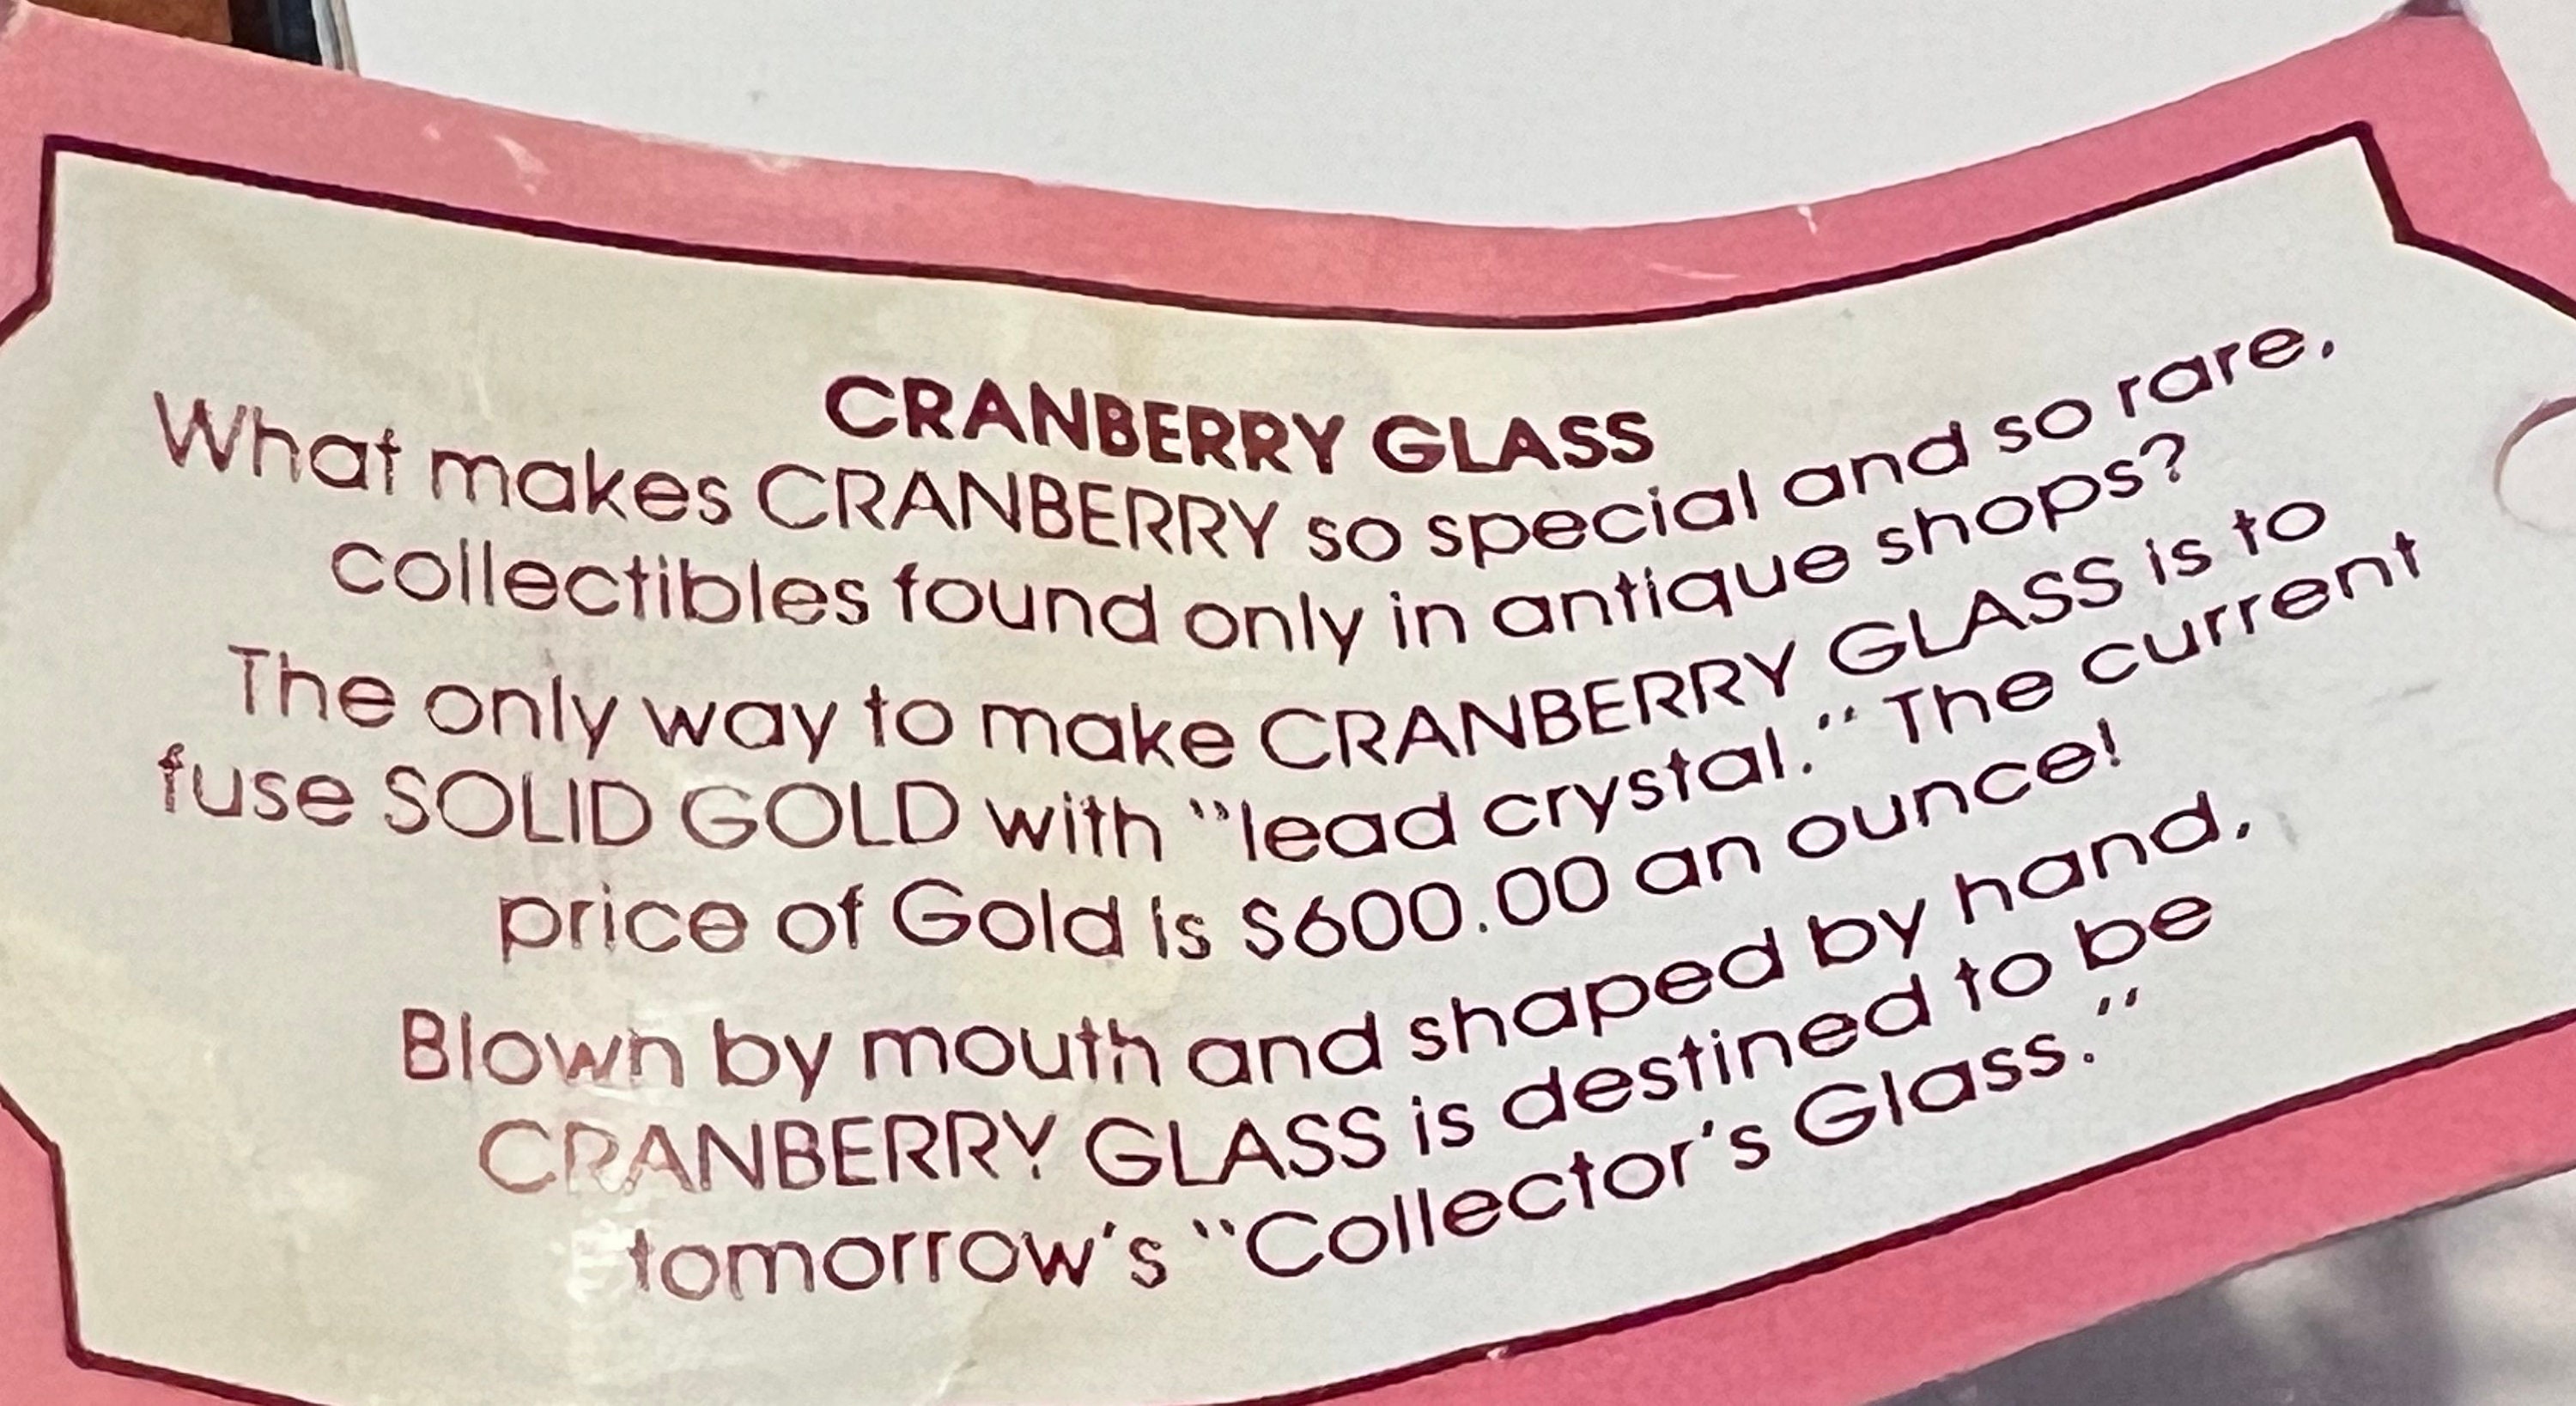 CRANBERRY GLASS
What makes CRANBERRY so special and so rare,
collectibles found only in antique shops?
The only way to make CRANBERRY GLASS is to
fuse SOLID GOLD with "lead crystal." The current
price of Gold is $600.00 an ounce!
Blown by mouth and shaped by hand,
CRANBERRY GLASS is destined to be
tomorrow's "Collector's Glass."